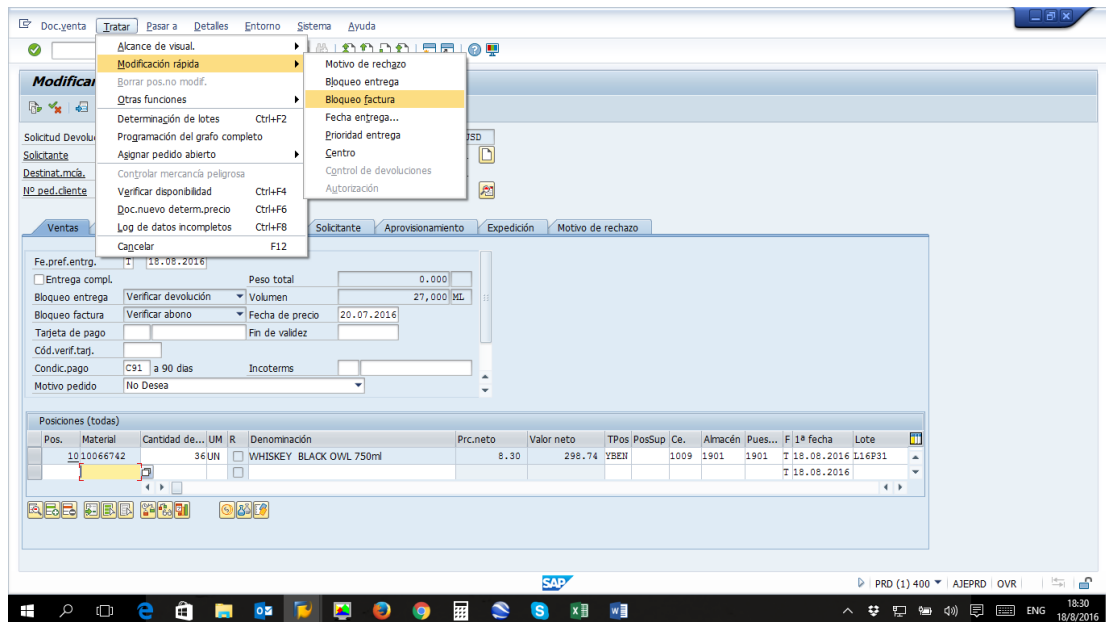 Doc.venta Tratar Pasar a Detalles Entorno Sistema Ayuda
Alcance de visual.
Modificación rápida Motivo de rechazo
Modificar
Borrar pos.no modif. Bloqueo entrega
Otras funciones Bloqueo factura
Determinación de lotes Ctrl+F2 Fecha entrega...
Solicitud Devolu Programación del grafo completo Prioridad entrega USD
Solicitante Asignar pedido abierto Centro
Destinat.mcía. Controlar mercancía peligrosa Control de devoluciones
Nº ped.cliente Verificar disponibilidad Ctrl+F4 Autorización
Doc.nuevo determ.precio Ctrl+F6
Ventas Log de datos incompletos Ctrl+F8 Solicitante Aprovisionamiento Expedición Motivo de rechazo
Cancelar F12
Fe.pref.entrg. T 18.08.2016
Entrega compl. Peso total 0.000
Bloqueo entrega Verificar devolución Volumen 27,000 ML
Bloqueo factura Verificar abono Fecha de precio 20.07.2016
Tarjeta de pago Fin de validez
Cód.verif.tarj.
Condic.pago C91 a 90 dias Incoterms
Motivo pedido No Desea
Posiciones (todas)
Pos. Material Cantidad de... UM R Denominación Prc.neto Valor neto TPos PosSup Ce. Almacén Pues... F 1ª fecha Lote
10 10066742 36 UN WHISKEY BLACK OWL 750ml 8.30 298.74 YBEN 1009 1901 1901 T 18.08.2016 L16P31
T 18.08.2016
SAP PRD (1) 400 AJEPRD OVR
ENG 18:30
18/8/2016